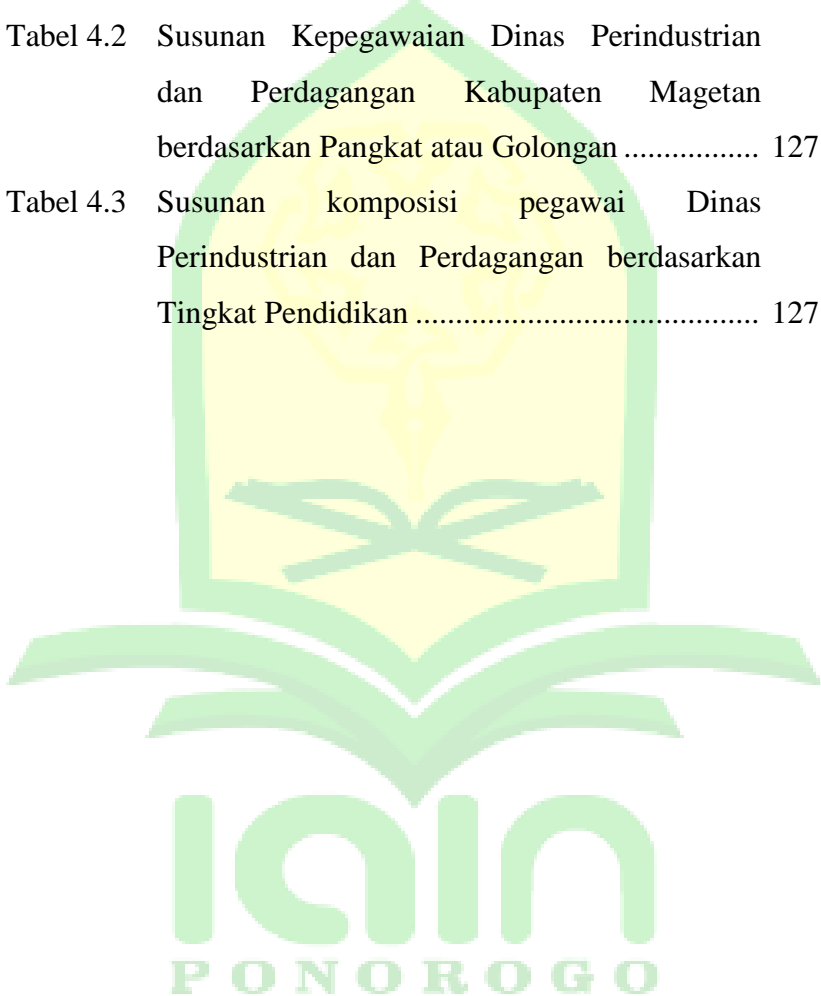 Tabel 4.2 Susunan Kepegawaian Dinas Perindustrian
dan Perdagangan Kabupaten Magetan
berdasarkan Pangkat atau Golongan ................. 127
Tabel 4.3 Susunan komposisi pegawai Dinas
Perindustrian dan Perdagangan berdasarkan
Tingkat Pendidikan ........................................... 127
iain
PONOROGO